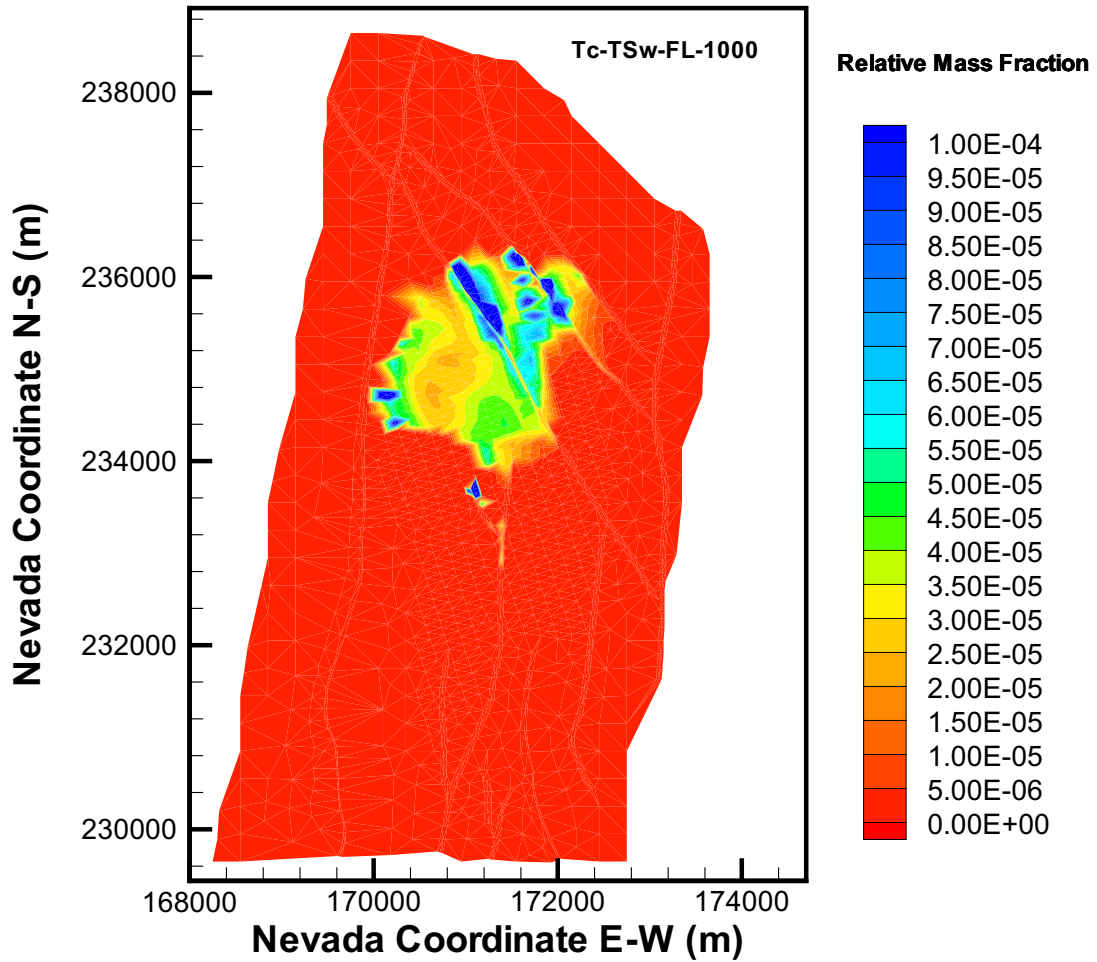 Tc-TSw-FL-1000
Relative Mass Fraction
1.00E-04
9.50E-05
9.00E-05
8.50E-05
8.00E-05
7.50E-05
7.00E-05
6.50E-05
6.00E-05
5.50E-05
5.00E-05
4.50E-05
4.00E-05
3.50E-05
3.00E-05
2.50E-05
2.00E-05
1.50E-05
1.00E-05
5.00E-06
0.00E+00
Nevada Coordinate N-S (m)
238000
236000
234000
232000
230000
168000 170000 172000 174000
Nevada Coordinate E-W (m)